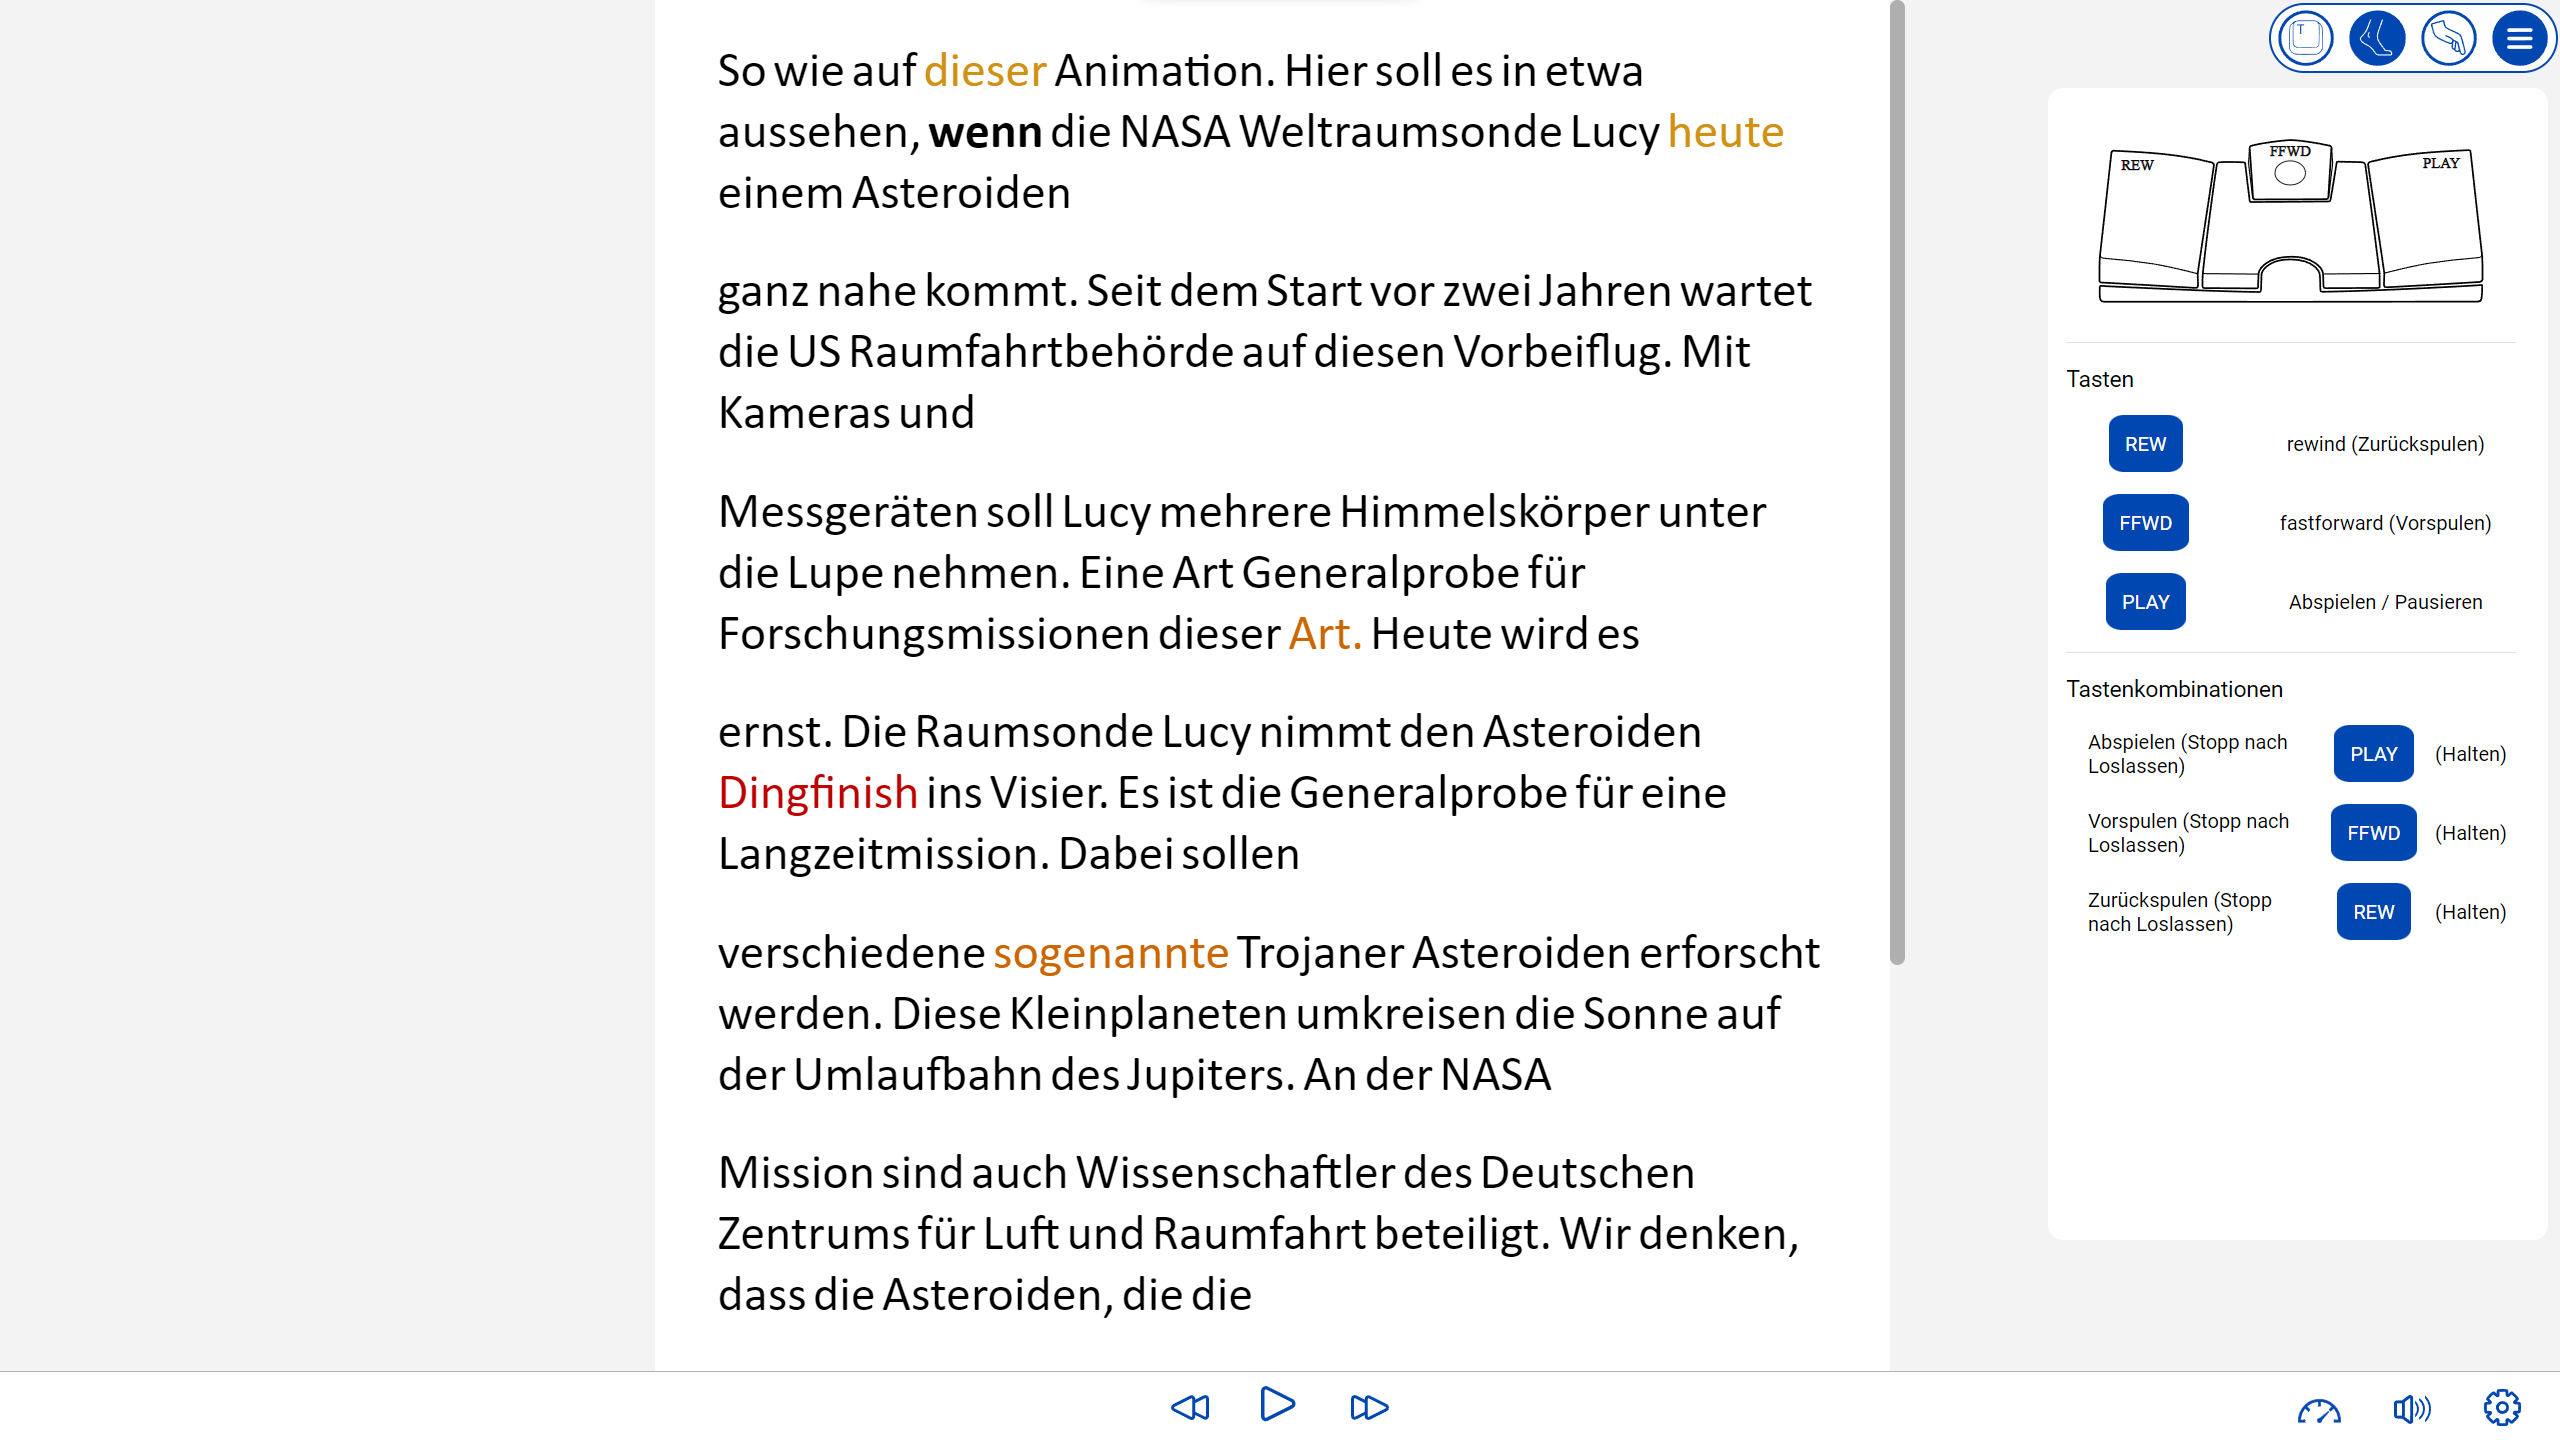 So wie auf dieser Animation. Hier soll es in etwa
aussehen, wenn die NASA Weltraumsonde Lucy heute
einem Asteroiden
ganz nahe kommt. Seit dem Start vor zwei Jahren wartet
die US Raumfahrtbehörde auf diesen Vorbeiflug. Mit
Kameras und
Messgeräten soll Lucy mehrere Himmelskörper unter
die Lupe nehmen. Eine Art Generalprobe für
Forschungsmissionen dieser Art. Heute wird es
ernst. Die Raumsonde Lucy nimmt den Asteroiden
Dingfinish ins Visier. Es ist die Generalprobe für eine
Langzeitmission. Dabei sollen
verschiedene sogenannte Trojaner Asteroiden erforscht
werden. Diese Kleinplaneten umkreisen die Sonne auf
der Umlaufbahn des Jupiters. An der NASA
Mission sind auch Wissenschaftler des Deutschen
Zentrums für Luft und Raumfahrt beteiligt. Wir denken,
dass die Asteroiden, die die
T
REW
FFWD
PLAY
Tasten
REW rewind (Zurückspulen)
FFWD fastforward (Vorspulen)
PLAY Abspielen / Pausieren
Tastenkombinationen
Abspielen (Stopp nach
Loslassen)
PLAY (Halten)
Vorspulen (Stopp nach
Loslassen)
FFWD (Halten)
Zurückspulen (Stopp
nach Loslassen)
REW (Halten)